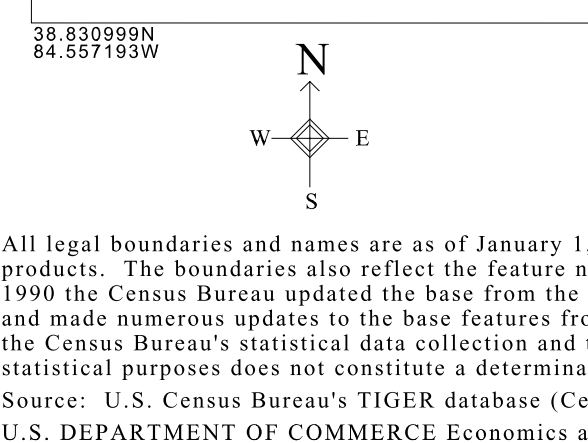 38.830999N
84.557193W
N
W E
S
All legal boundaries and names are as of January 1,
products. The boundaries also reflect the feature n
1990 the Census Bureau updated the base from the
and made numerous updates to the base features fro
the Census Bureau's statistical data collection and t
statistical purposes does not constitute a determina
Source: U.S. Census Bureau's TIGER database (Ce
U.S. DEPARTMENT OF COMMERCE Economics a